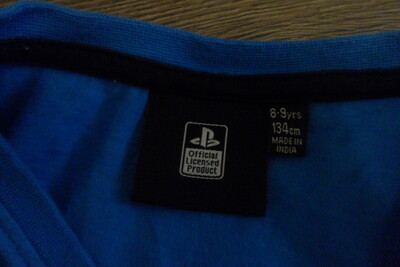 Official
Licensed
Product
8-9yrs
134cm
MADE IN
INDIA